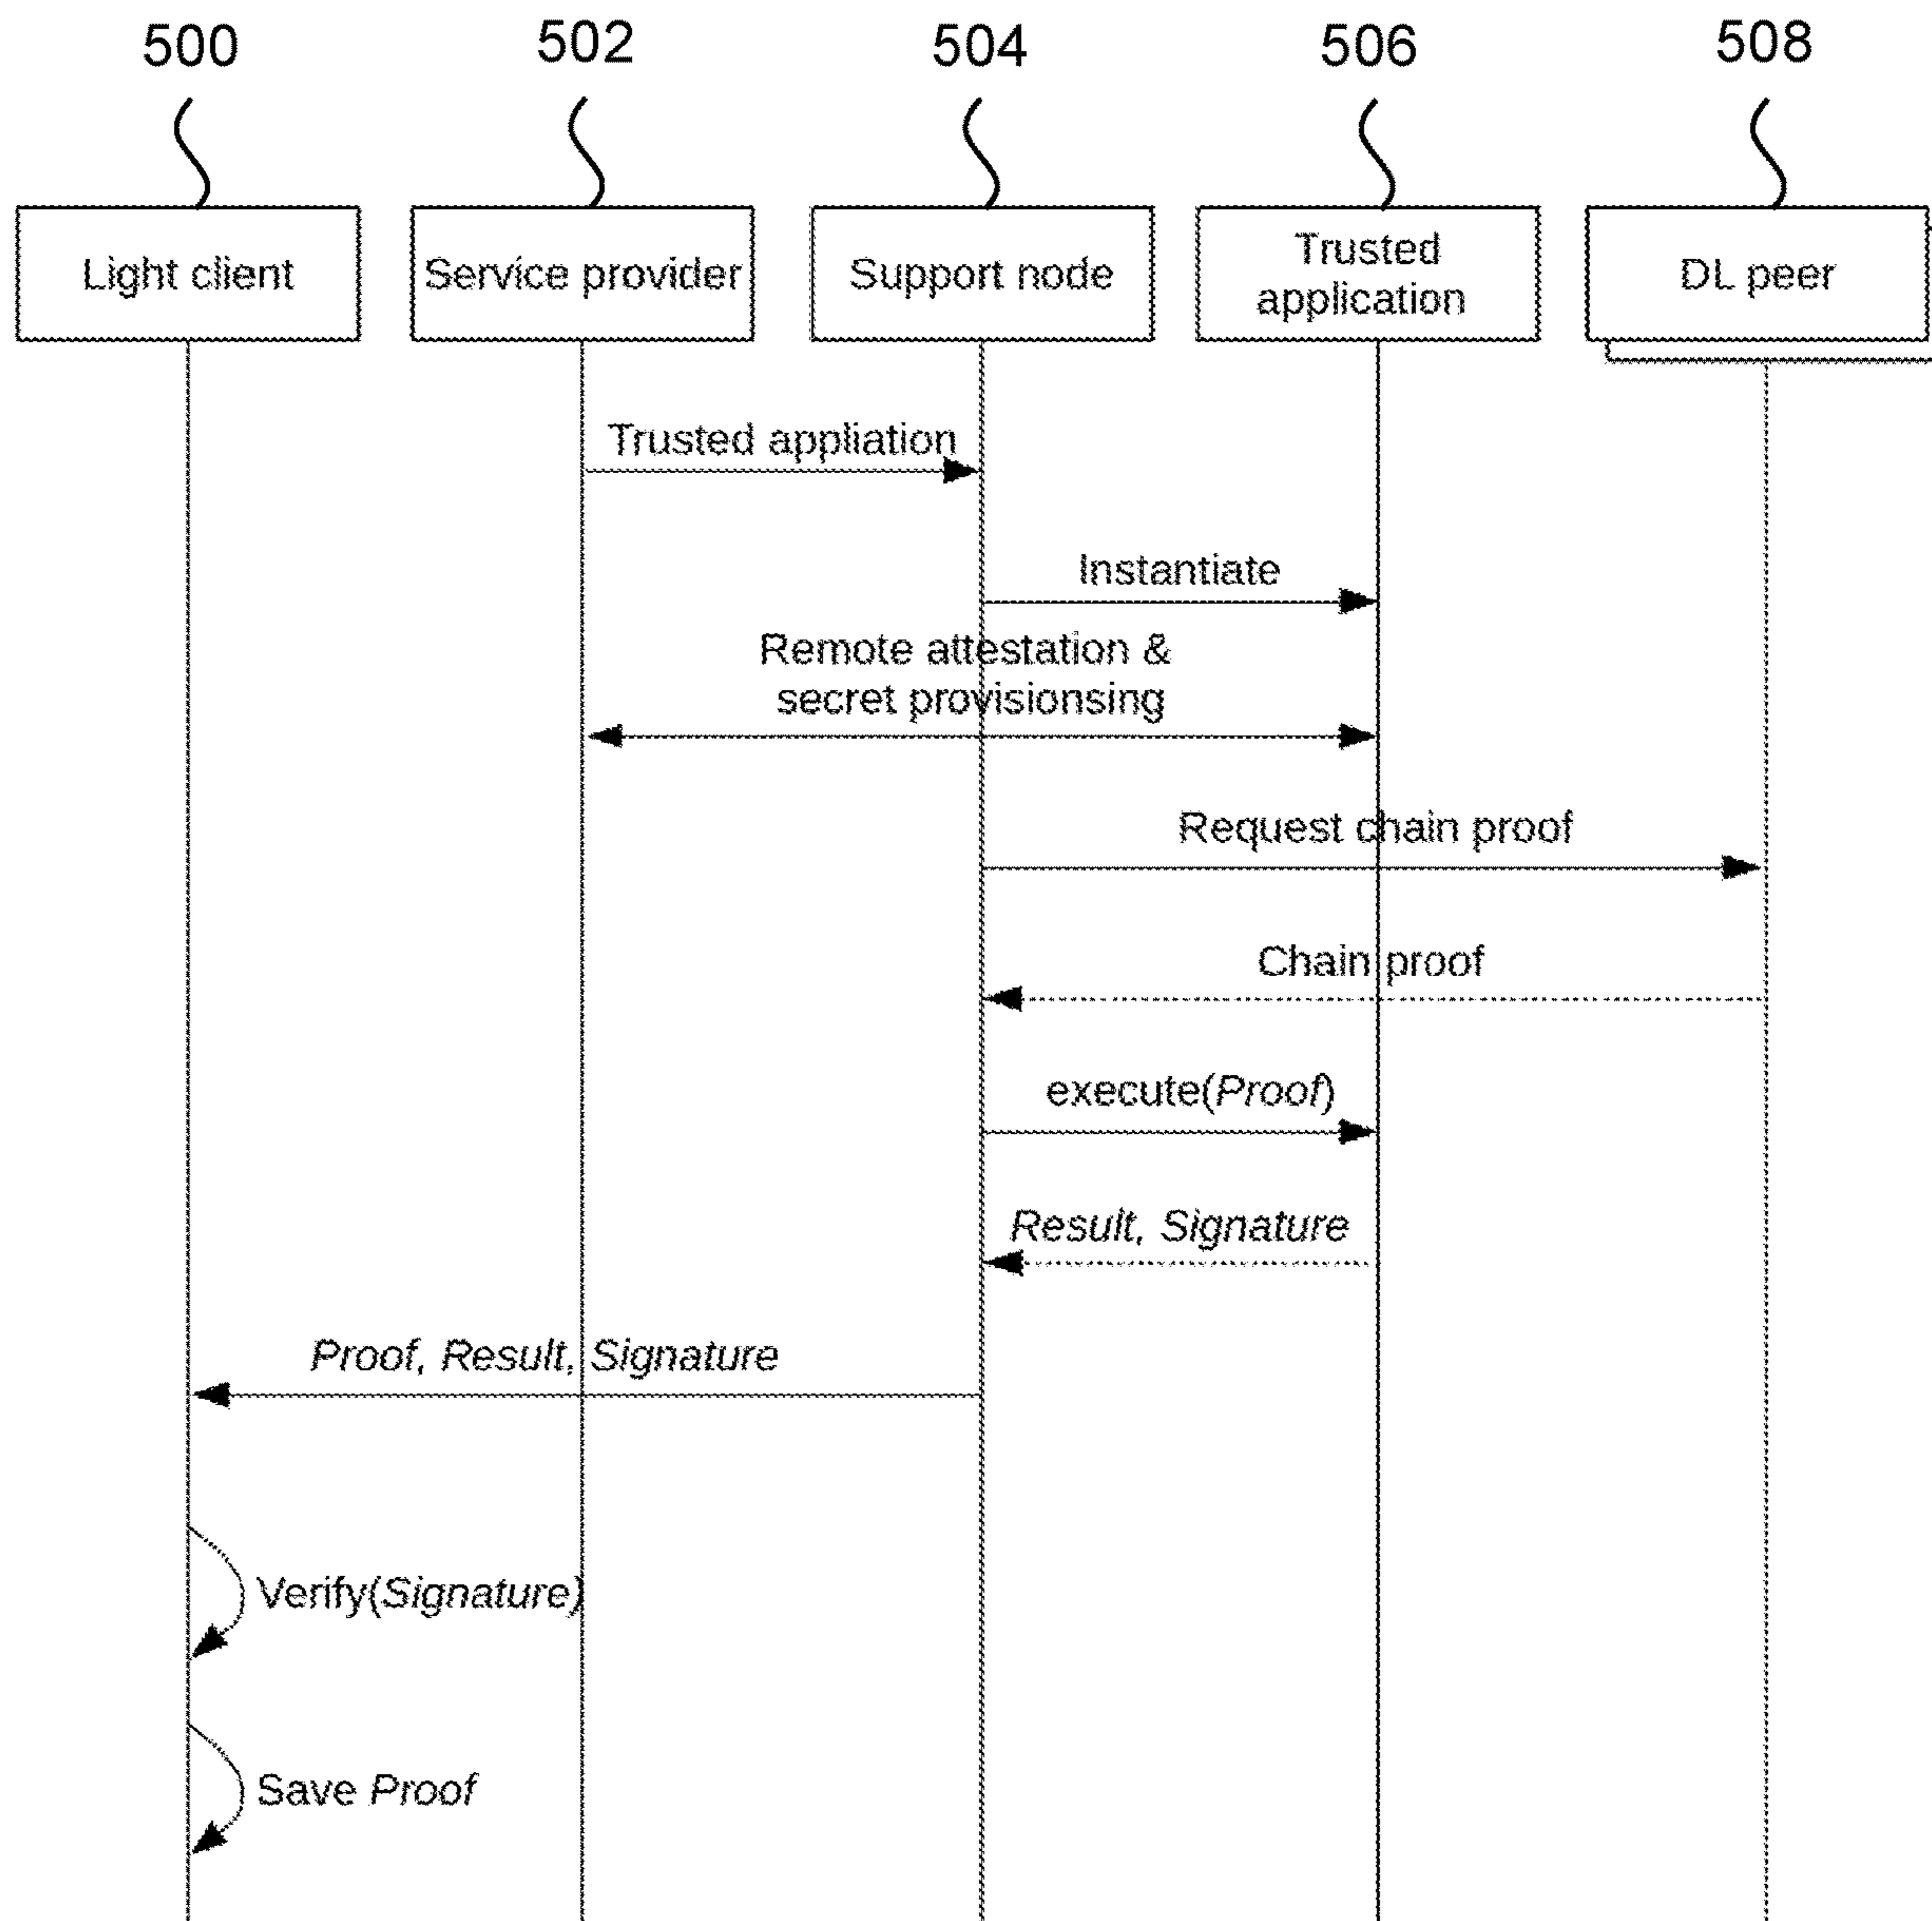 500
502
504
506
508
Light client
Service provider
Support node
Trusted
application
DL peer
Trusted appliation
Instantiate
Remote attestation &
secret provisionsing
Request chain proof
Chain proof
execute(Proof)
Result, Signature
Proof, Result, Signature
Verify(Signature)
Save Proof